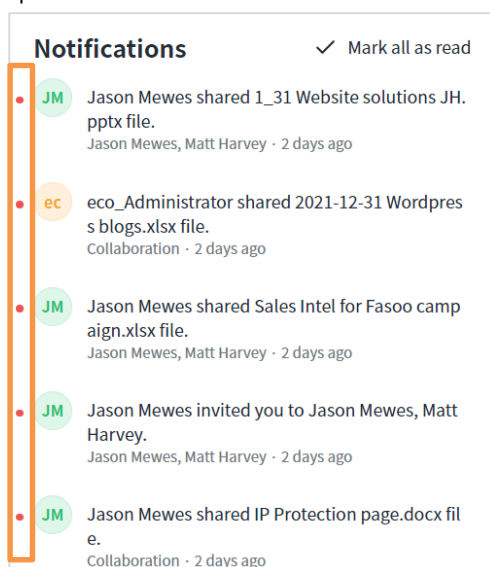 Notifications
Mark all as read
JM
Jason Mewes shared 1_31 Website solutions JH.
pptx file.
Jason Mewes, Matt Harvey · 2 days ago
ec
eco_Administrator shared 2021-12-31 Wordpres
s blogs.xlsx file.
Collaboration · 2 days ago
JM
Jason Mewes shared Sales Intel for Fasoo camp
aign.xlsx file.
Jason Mewes, Matt Harvey · 2 days ago
JM
Jason Mewes invited you to Jason Mewes, Matt
Harvey.
Jason Mewes, Matt Harvey · 2 days ago
JM
Jason Mewes shared IP Protection page.docx fil
e.
Collaboration · 2 days ago